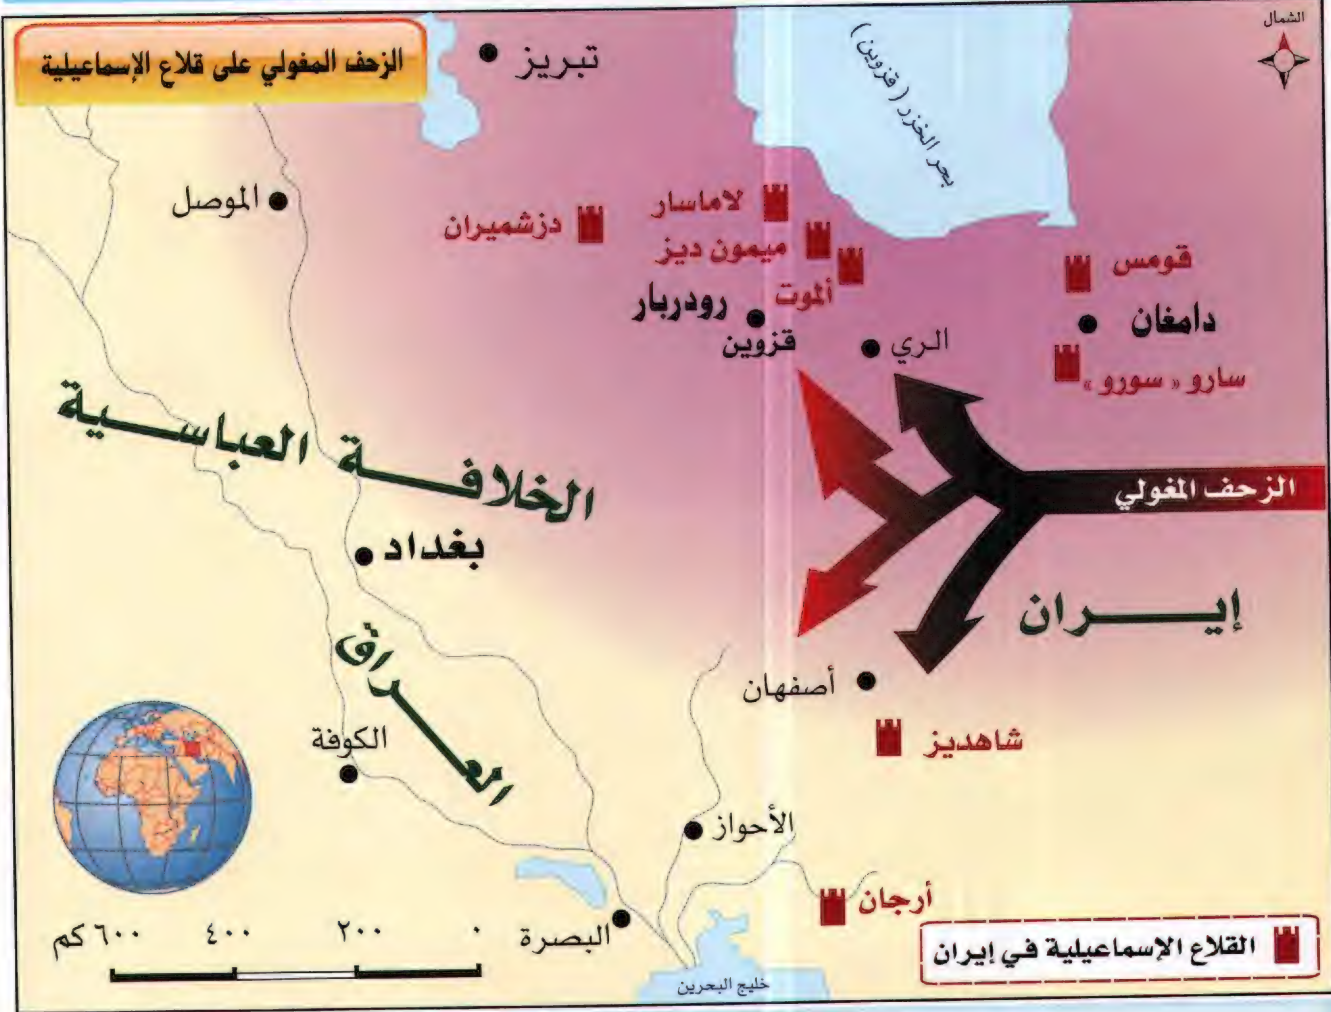 الزحف المغولي على قلاع الإسماعيلية
الشمال
تبريز
بحر الخزر ( قزوين )
الموصل
لاماسار
دزشميران
ميمون ديز
قومس
ألموت
رودربار
دامغان
قزوين
الري
سارو « سورو »
الخلافة العباسية
الزحف المغولي
بغداد
إيران
العراق
أصفهان
شاهديز
الكوفة
الأحواز
أرجان
البصرة
٠ ٢٠٠ ٤٠٠ ٦٠٠ كم
القلاع الإسماعيلية في إيران
خليج البحرين